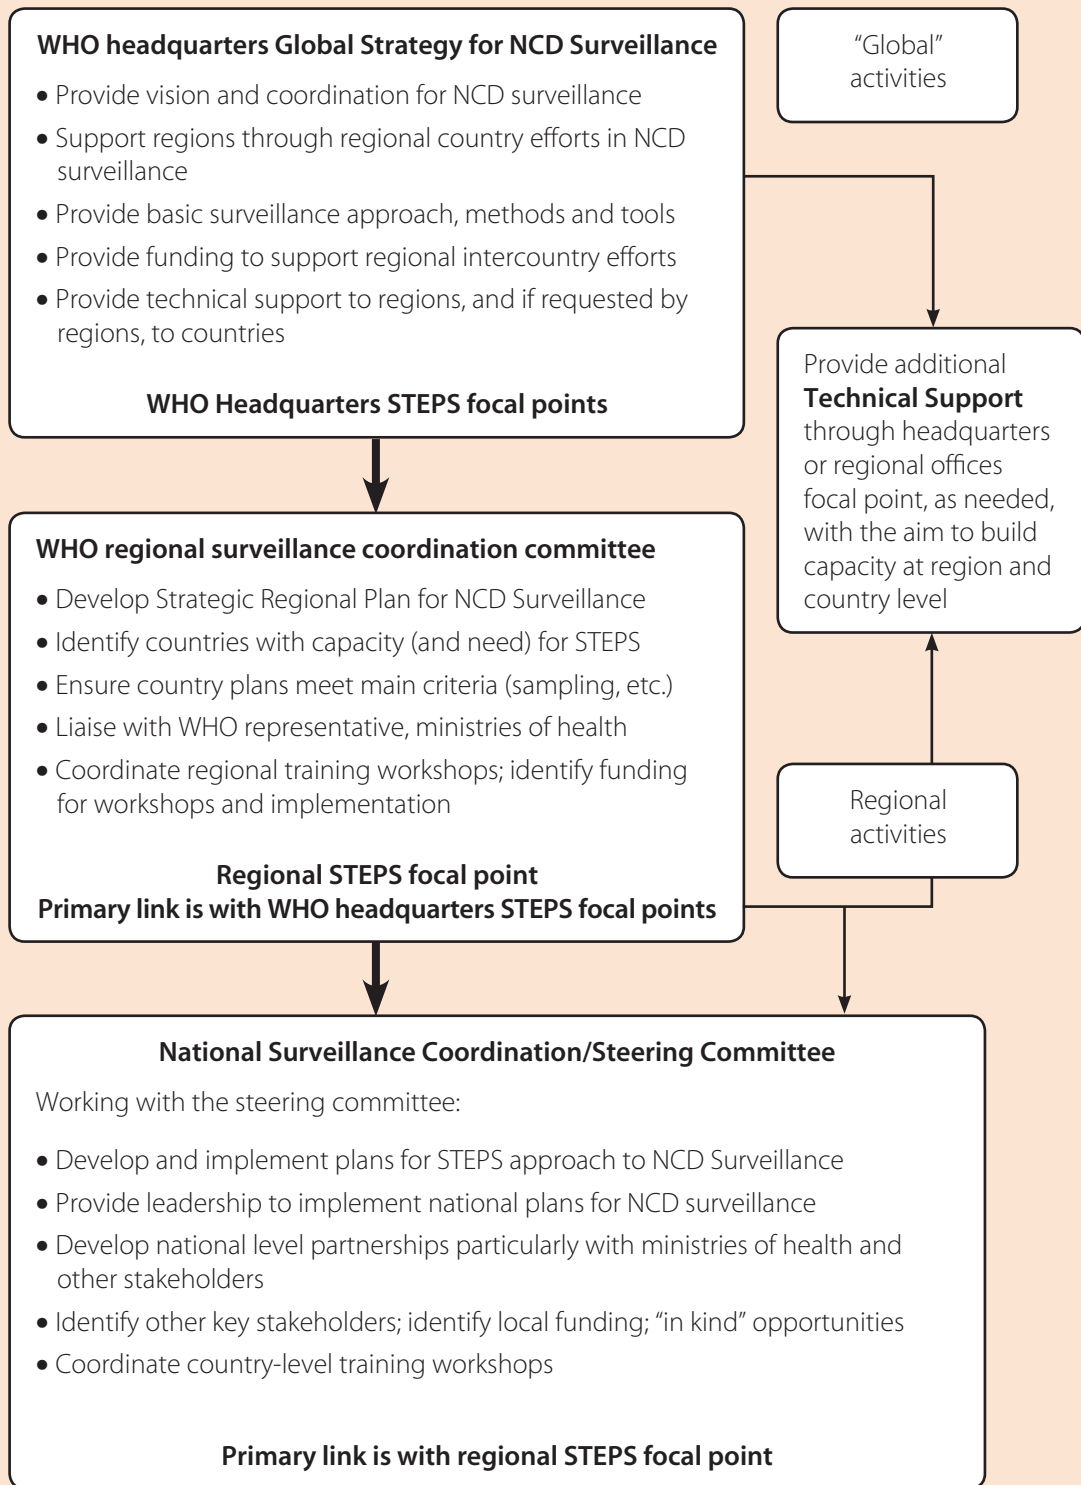 WHO headquarters Global Strategy for NCD Surveillance
• Provide vision and coordination for NCD surveillance
• Support regions through regional country efforts in NCD
surveillance
• Provide basic surveillance approach, methods and tools
• Provide funding to support regional intercountry efforts
• Provide technical support to regions, and if requested by
regions, to countries
WHO Headquarters STEPS focal points
“Global”
activities
Provide additional
Technical Support
through headquarters
or regional offices
focal point, as needed,
with the aim to build
capacity at region and
country level
WHO regional surveillance coordination committee
• Develop Strategic Regional Plan for NCD Surveillance
• Identify countries with capacity (and need) for STEPS
• Ensure country plans meet main criteria (sampling, etc.)
• Liaise with WHO representative, ministries of health
• Coordinate regional training workshops; identify funding
for workshops and implementation
Regional STEPS focal point
Primary link is with WHO headquarters STEPS focal points
Regional
activities
National Surveillance Coordination/Steering Committee
Working with the steering committee:
• Develop and implement plans for STEPS approach to NCD Surveillance
• Provide leadership to implement national plans for NCD surveillance
• Develop national level partnerships particularly with ministries of health and
other stakeholders
• Identify other key stakeholders; identify local funding; “in kind” opportunities
• Coordinate country-level training workshops
Primary link is with regional STEPS focal point